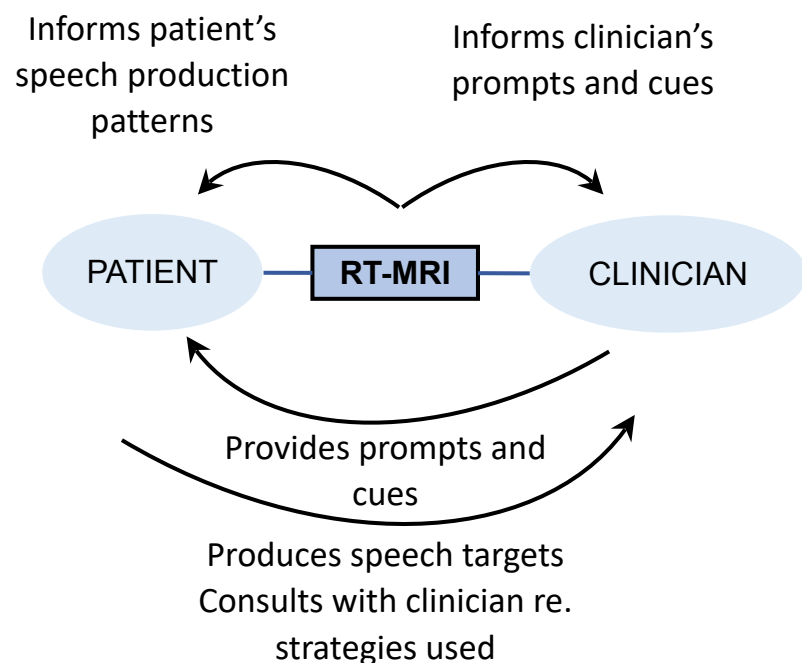 Informs patient’s
speech production
patterns
Informs clinician’s
prompts and cues
PATIENT
RT-MRI
CLINICIAN
Provides prompts and
cues
Produces speech targets
Consults with clinician re.
strategies used